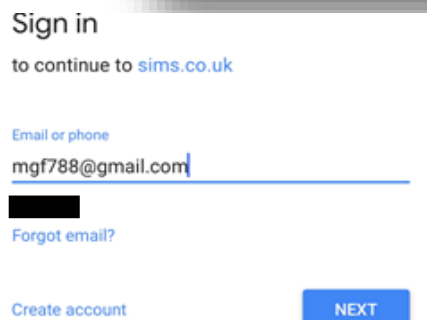 Sign in
to continue to sims.co.uk
Email or phone
mgf788@gmail.com
Forgot email?
Create account
NEXT